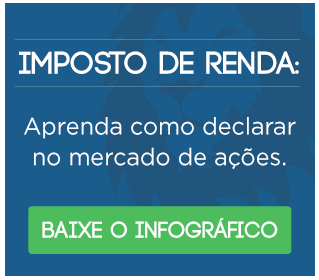 IMPOSTO DE RENDA:
Aprenda como declarar
no mercado de ações.
BAIXE O INFOGRÁFICO